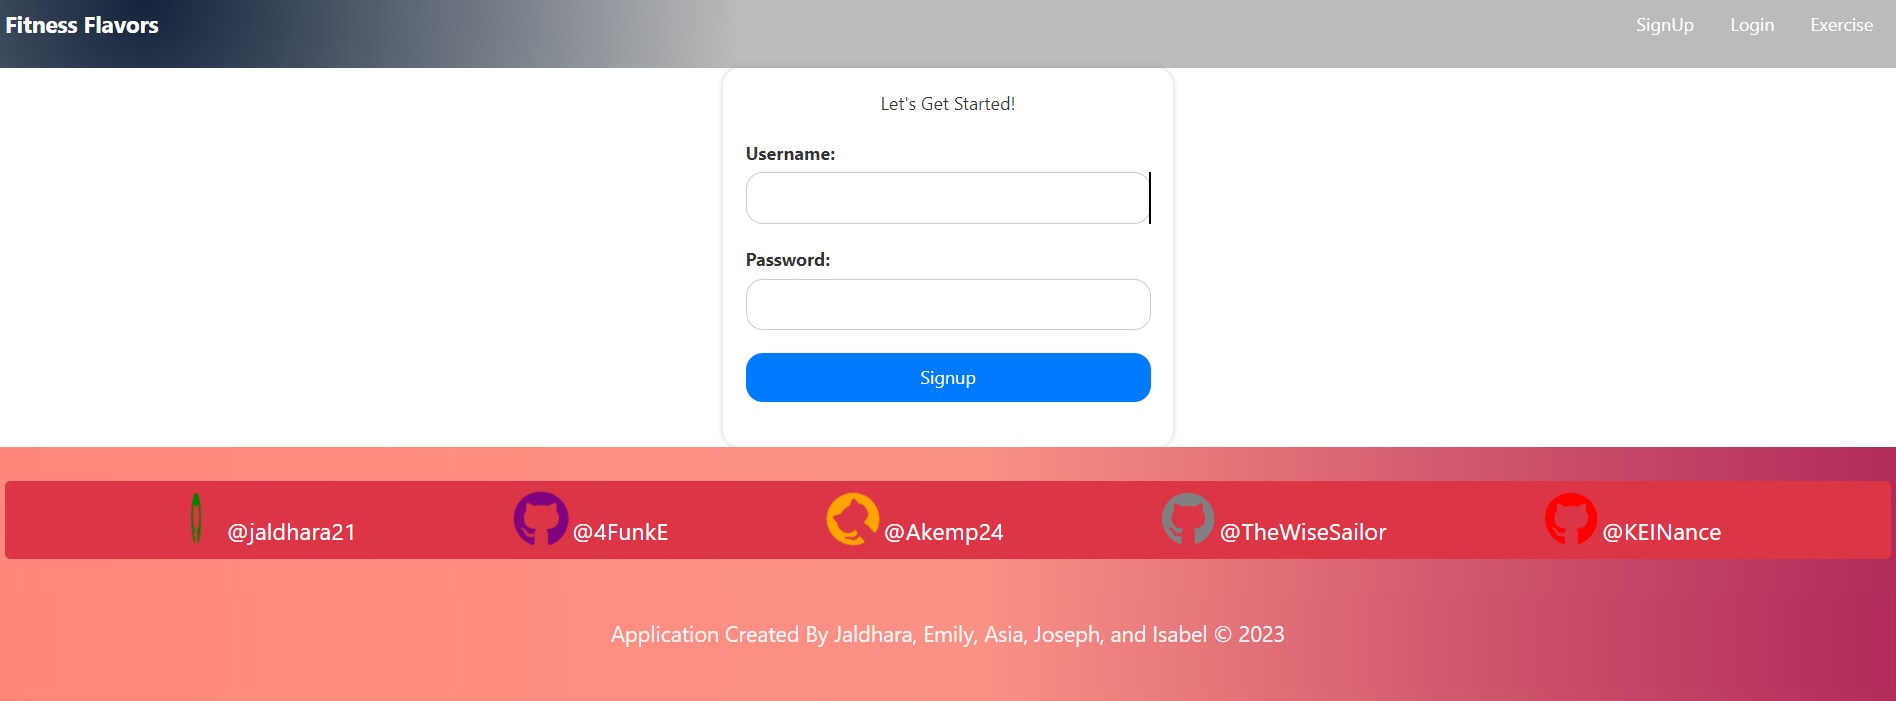 Fitness Flavors
SignUp Login Exercise
Let's Get Started!
Username:
Password:
Signup
@jaldhara21 @4FunkE @Akemp24 @TheWiseSailor @KEINance
Application Created By Jaldhara, Emily, Asia, Joseph, and Isabel © 2023